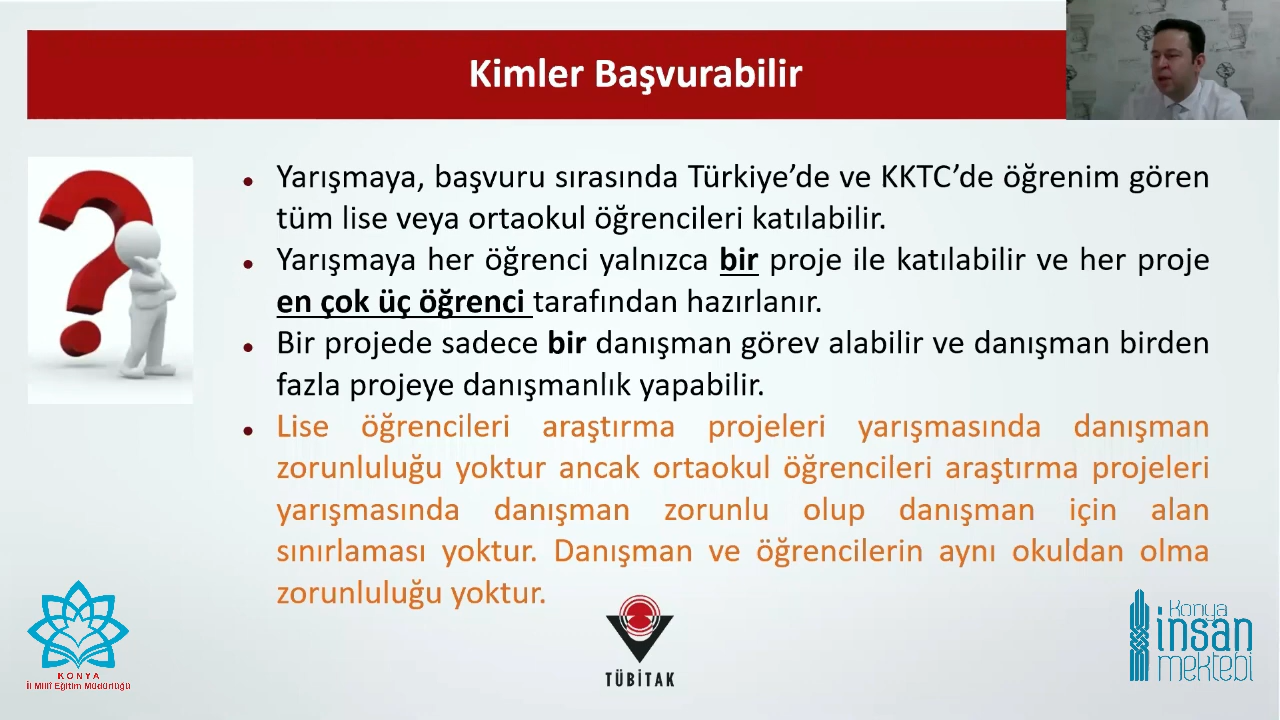 Kimler Başvurabilir
• Yarışmaya, başvuru sırasında Türkiye’de ve KKTC’de öğrenim gören
tüm lise veya ortaokul öğrencileri katılabilir.
• Yarışmaya her öğrenci yalnızca bir proje ile katılabilir ve her proje
en çok üç öğrenci tarafından hazırlanır.
• Bir projede sadece bir danışman görev alabilir ve danışman birden
fazla projeye danışmanlık yapabilir.
• Lise öğrencileri araştırma projeleri yarışmasında danışman
zorunluluğu yoktur ancak ortaokul öğrencileri araştırma projeleri
yarışmasında danışman zorunlu olup danışman için alan
sınırlaması yoktur. Danışman ve öğrencilerin aynı okuldan olma
zorunluluğu yoktur.
KONYA
İl Millî Eğitim Müdürlüğü
TÜBİTAK
Konya
insan
mektebi